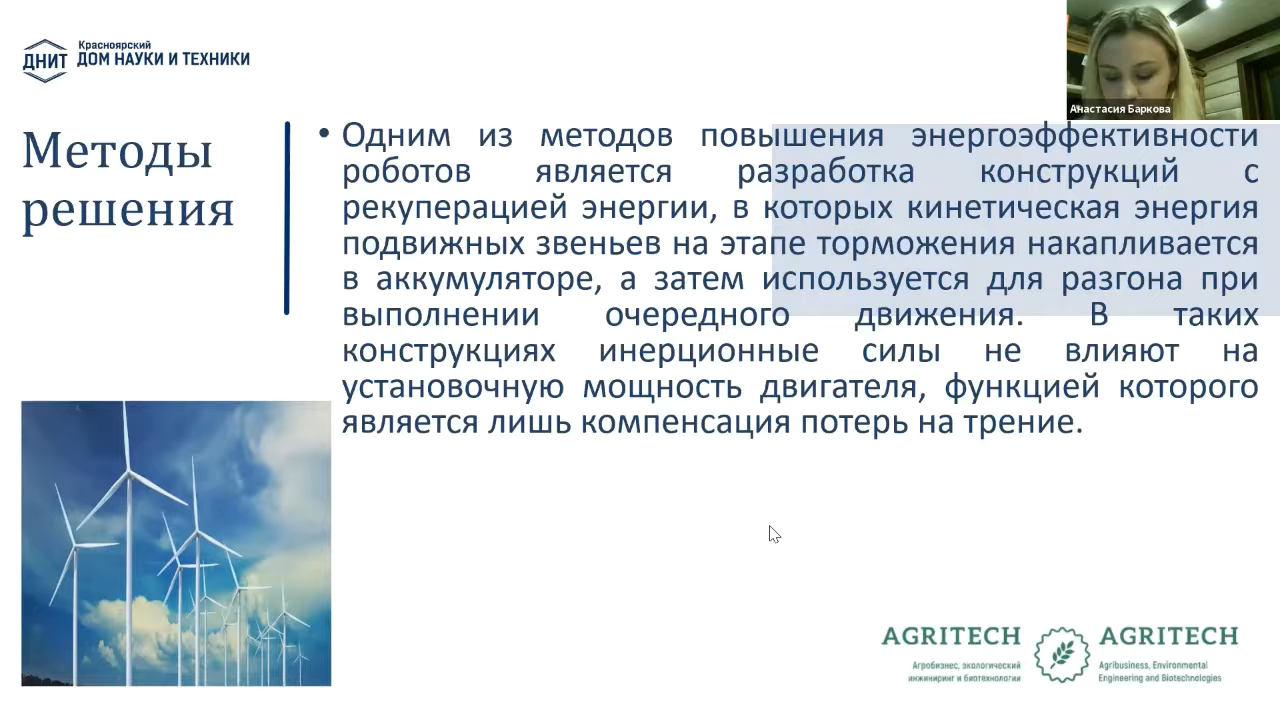 Красноярский
ДНИТ ДОМ НАУКИ И ТЕХНИКИ
Анастасия Баркова
Методы
решения
• Одним из методов повышения энергоэффективности
роботов является разработка конструкций с
рекуперацией энергии, в которых кинетическая энергия
подвижных звеньев на этапе торможения накапливается
в аккумуляторе, а затем используется для разгона при
выполнении очередного движения. В таких
конструкциях инерционные силы не влияют на
установочную мощность двигателя, функцией которого
является лишь компенсация потерь на трение.
AGRITECH
Агробизнес, экологический
инжиниринг и биотехнологии
AGRITECH
Agribusiness, Environmental
Engineering and Biotechnologies